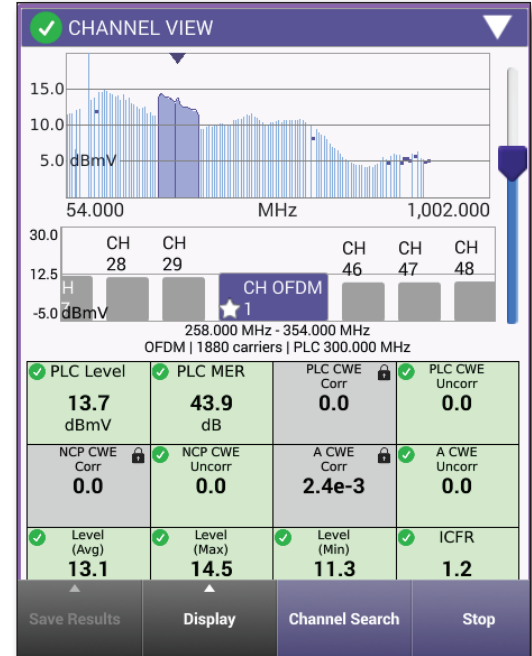 CHANNEL VIEW
15.0
10.0
5.0 dBmV
54.000 MHz 1,002.000
30.0
12.5
-5.0 dBmV
CH 28
CH 29
CH 46
CH 47
CH 48
H
7
CH OFDM
1
258.000 MHz - 354.000 MHz
OFDM | 1880 carriers | PLC 300.000 MHz
PLC Level
13.7
dBmV
PLC MER
43.9
dB
PLC CWE
Corr
0.0
PLC CWE
Uncorr
0.0
NCP CWE
Corr
0.0
NCP CWE
Uncorr
0.0
A CWE
Corr
2.4e-3
A CWE
Uncorr
0.0
Level
(Avg)
13.1
Level
(Max)
14.5
Level
(Min)
11.3
ICFR
1.2
Save Results
Display
Channel Search
Stop